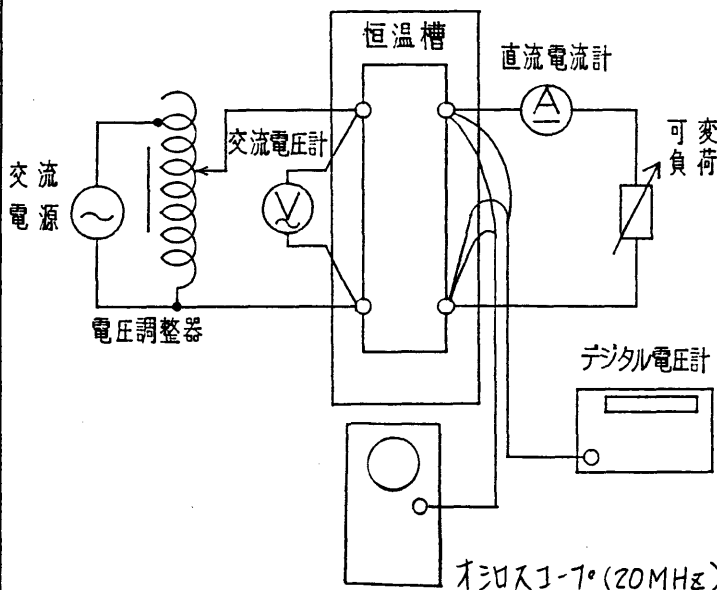 恒温槽
直流電流計
A
交流電圧計
可変
負荷
交流
電源
V
電圧調整器
デジタル電圧計
オシロスコープ(20MHz)